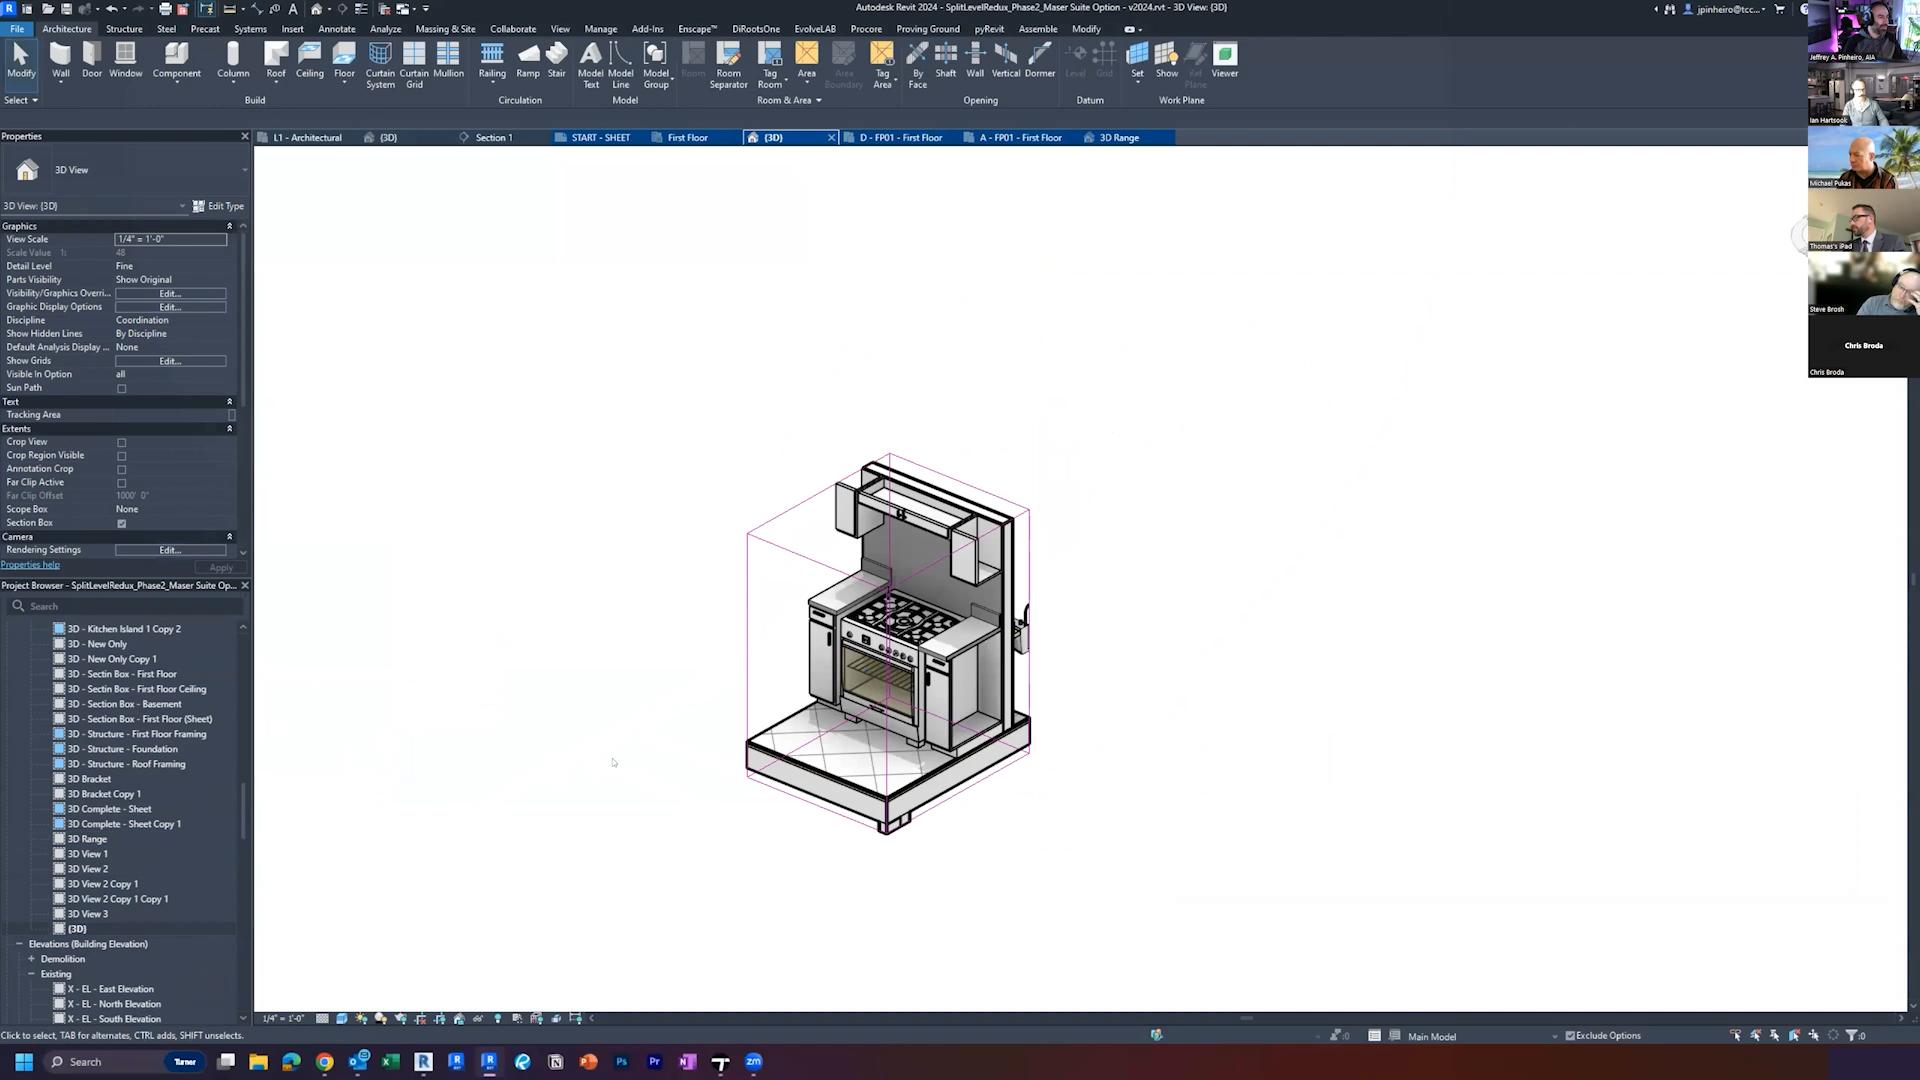 Autodesk Revit 2024 - SplitLevelRedux_Phase2_Maser Suite Option - v2024.rvt - 3D View: {3D}
jpinheiro@tcc...
File Architecture Structure Steel Precast Systems Insert Annotate Analyze Massing & Site Collaborate View Manage Add-Ins Enscape™ DiRootsOne EvolveLAB Procore Proving Ground pyRevit Assemble Modify
Modify Wall Door Window Component Column Roof Ceiling Floor Curtain System Curtain Grid Mullion Railing Ramp Stair Model Text Model Line Model Group Room Room Separator Tag Room Area Area Boundary Tag Area By Face Shaft Wall Vertical Dormer Level Grid Set Show Ref Plane Viewer
Select Build Circulation Model Room & Area Opening Datum Work Plane
Properties
L1 - Architectural {3D} Section 1 START - SHEET First Floor {3D} D - FP01 - First Floor A - FP01 - First Floor 3D Range
3D View
3D View: {3D} Edit Type
Graphics
View Scale 1/4" = 1'-0"
Scale Value 1: 48
Detail Level Fine
Parts Visibility Show Original
Visibility/Graphics Overri... Edit...
Graphic Display Options Edit...
Discipline Coordination
Show Hidden Lines By Discipline
Default Analysis Display ... None
Show Grids Edit...
Visible In Option all
Sun Path
Text
Tracking Area
Extents
Crop View
Crop Region Visible
Annotation Crop
Far Clip Active
Far Clip Offset 1000' 0"
Scope Box None
Section Box
Camera
Rendering Settings Edit...
Properties help Apply
Project Browser - SplitLevelRedux_Phase2_Maser Suite Op...
Search
3D - Kitchen Island 1 Copy 2
3D - New Only
3D - New Only Copy 1
3D - Sectin Box - First Floor
3D - Sectin Box - First Floor Ceiling
3D - Section Box - Basement
3D - Section Box - First Floor (Sheet)
3D - Structure - First Floor Framing
3D - Structure - Foundation
3D - Structure - Roof Framing
3D Bracket
3D Bracket Copy 1
3D Complete - Sheet
3D Complete - Sheet Copy 1
3D Range
3D View 1
3D View 2
3D View 2 Copy 1
3D View 2 Copy 1 Copy 1
3D View 3
{3D}
Elevations (Building Elevation)
Demolition
Existing
X - EL - East Elevation
X - EL - North Elevation
X - EL - South Elevation
1/4" = 1'-0"
Click to select, TAB for alternates, CTRL adds, SHIFT unselects.
:0 Main Model Exclude Options :0
Search Turner
Jeffrey A. Pinheiro, AIA
Ian Hartsook
Michael Pukas
Thomas's iPad
Steve Brosh
Chris Broda
Chris Broda